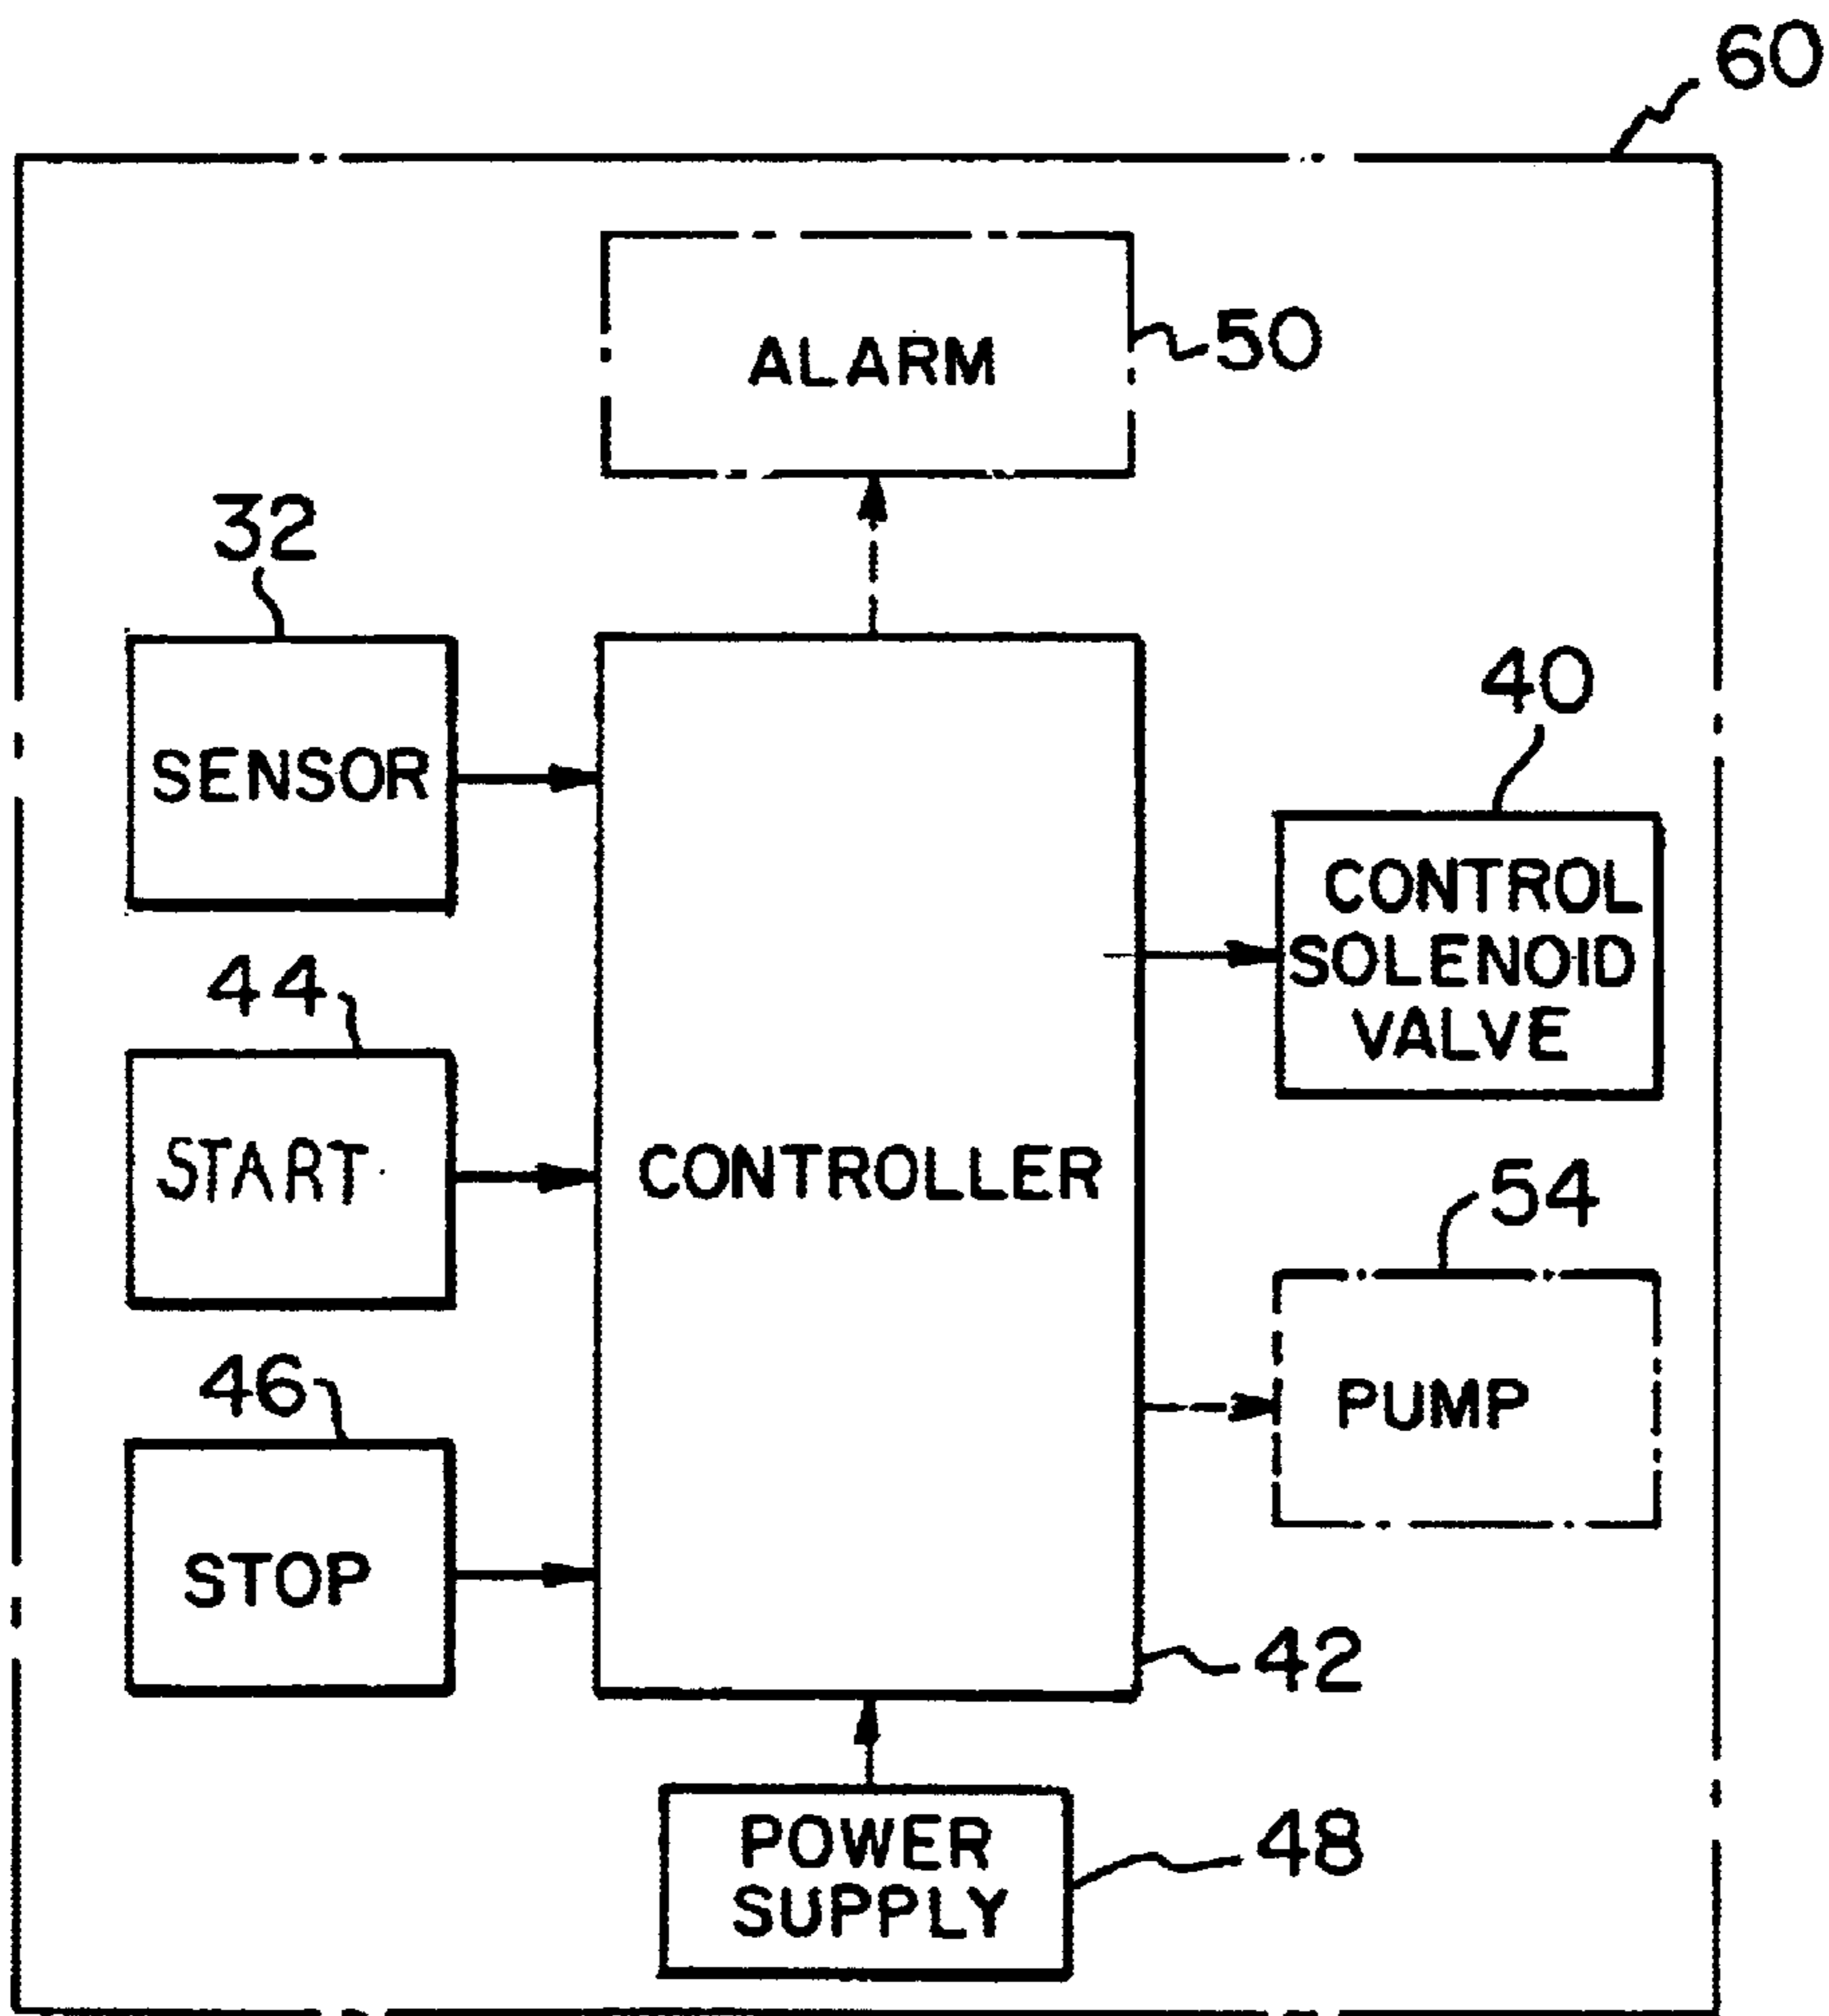 60
ALARM
50
32
SENSOR
40
CONTROL
SOLENOID
VALVE
44
START
CONTROLLER
54
PUMP
46
STOP
42
POWER
SUPPLY
48